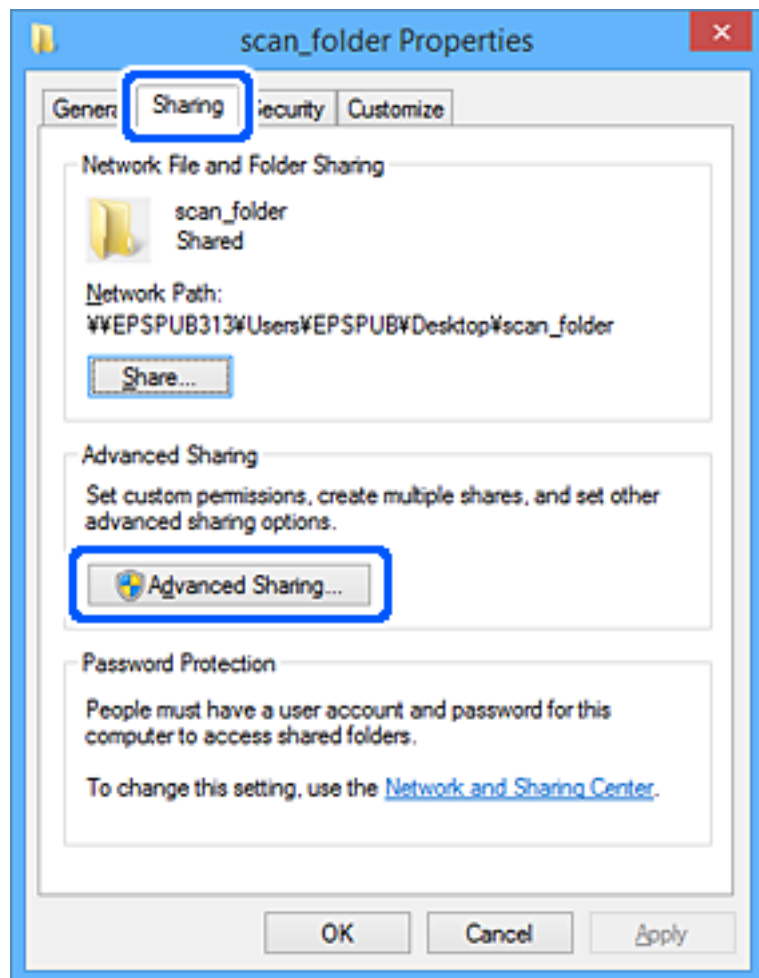 scan_folder Properties
Sharing Customize
Network File and Folder Sharing
scan_folder
Shared
Network Path:
¥¥EPSPUB313¥Users¥EPSPUB¥Desktop¥scan_folder
Share...
Advanced Sharing
Set custom permissions, create multiple shares, and set other
advanced sharing options.
Advanced Sharing...
Password Protection
People must have a user account and password for this
computer to access shared folders.
To change this setting, use the Network and Sharing Center.
OK Cancel Apply